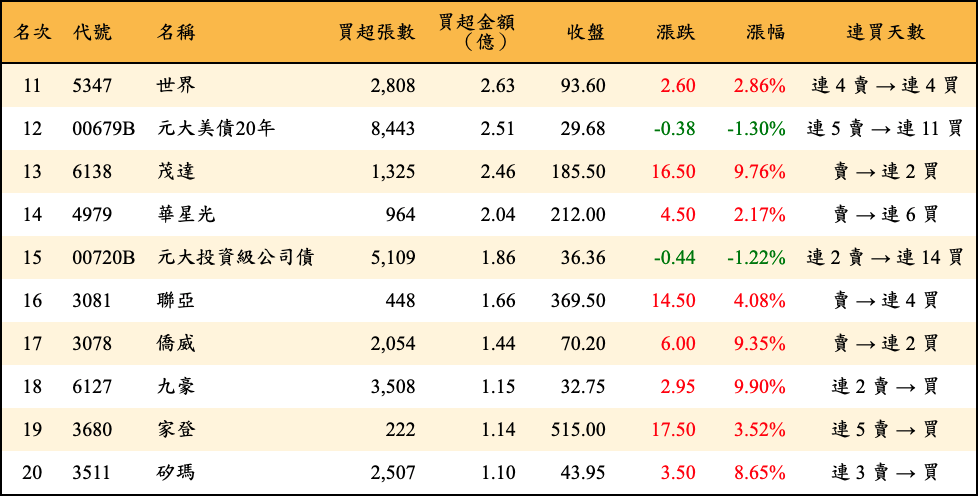 名次 代號 名稱 買超張數 買超金額（億） 收盤 漲跌 漲幅 連買天數
11 5347 世界 2,808 2.63 93.60 2.60 2.86% 連 4 賣 → 連 4 買
12 00679B 元大美債20年 8,443 2.51 29.68 -0.38 -1.30% 連 5 賣 → 連 11 買
13 6138 茂達 1,325 2.46 185.50 16.50 9.76% 賣 → 連 2 買
14 4979 華星光 964 2.04 212.00 4.50 2.17% 賣 → 連 6 買
15 00720B 元大投資級公司債 5,109 1.86 36.36 -0.44 -1.22% 連 2 賣 → 連 14 買
16 3081 聯亞 448 1.66 369.50 14.50 4.08% 賣 → 連 4 買
17 3078 僑威 2,054 1.44 70.20 6.00 9.35% 賣 → 連 2 買
18 6127 九豪 3,508 1.15 32.75 2.95 9.90% 連 2 賣 → 買
19 3680 家登 222 1.14 515.00 17.50 3.52% 連 5 賣 → 買
20 3511 矽瑪 2,507 1.10 43.95 3.50 8.65% 連 3 賣 → 買